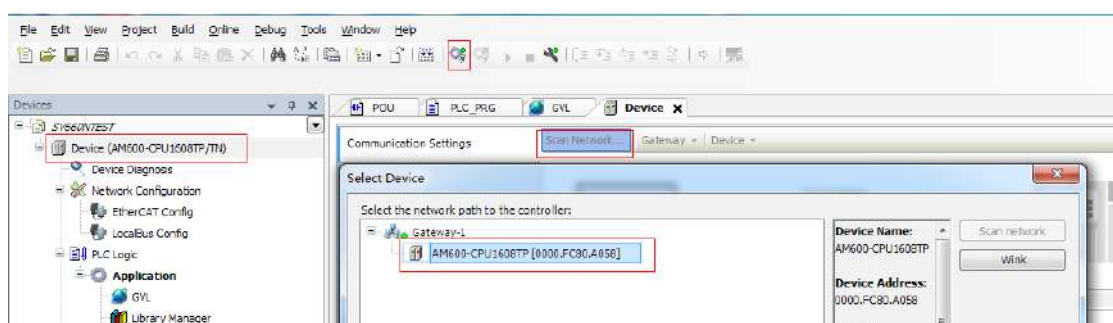 File Edit View Project Build Online Debug Tools Window Help
Devices
POU PLC_PRG GVL Device
SV660NTEST
Device (AM600-CPU1608TP/TN)
Device Diagnosis
Network Configuration
EtherCAT Config
LocalBus Config
PLC Logic
Application
GVL
Library Manager
Communication Settings
Scan Network... Gateway Device
Select Device
Select the network path to the controller:
Gateway-1
AM600-CPU1608TP [0000.FC80.A058]
Device Name:
AM600-CPU1608TP
Device Address:
0000.FC80.A058
Scan network
Wink